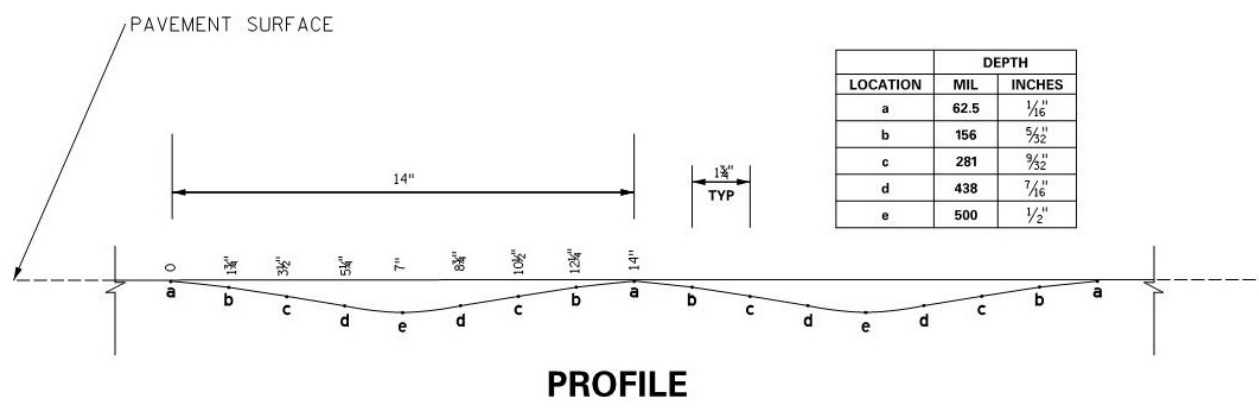 PAVEMENT SURFACE
DEPTH
LOCATION MIL INCHES
a 62.5 1/16"
b 156 5/32"
c 281 9/32"
d 438 7/16"
e 500 1/2"
14"
1¾"
TYP
0 1¾" 3½" 5¼" 7" 8¾" 10½" 12¼" 14"
a b c d e d c b a b c d e d c b a
PROFILE